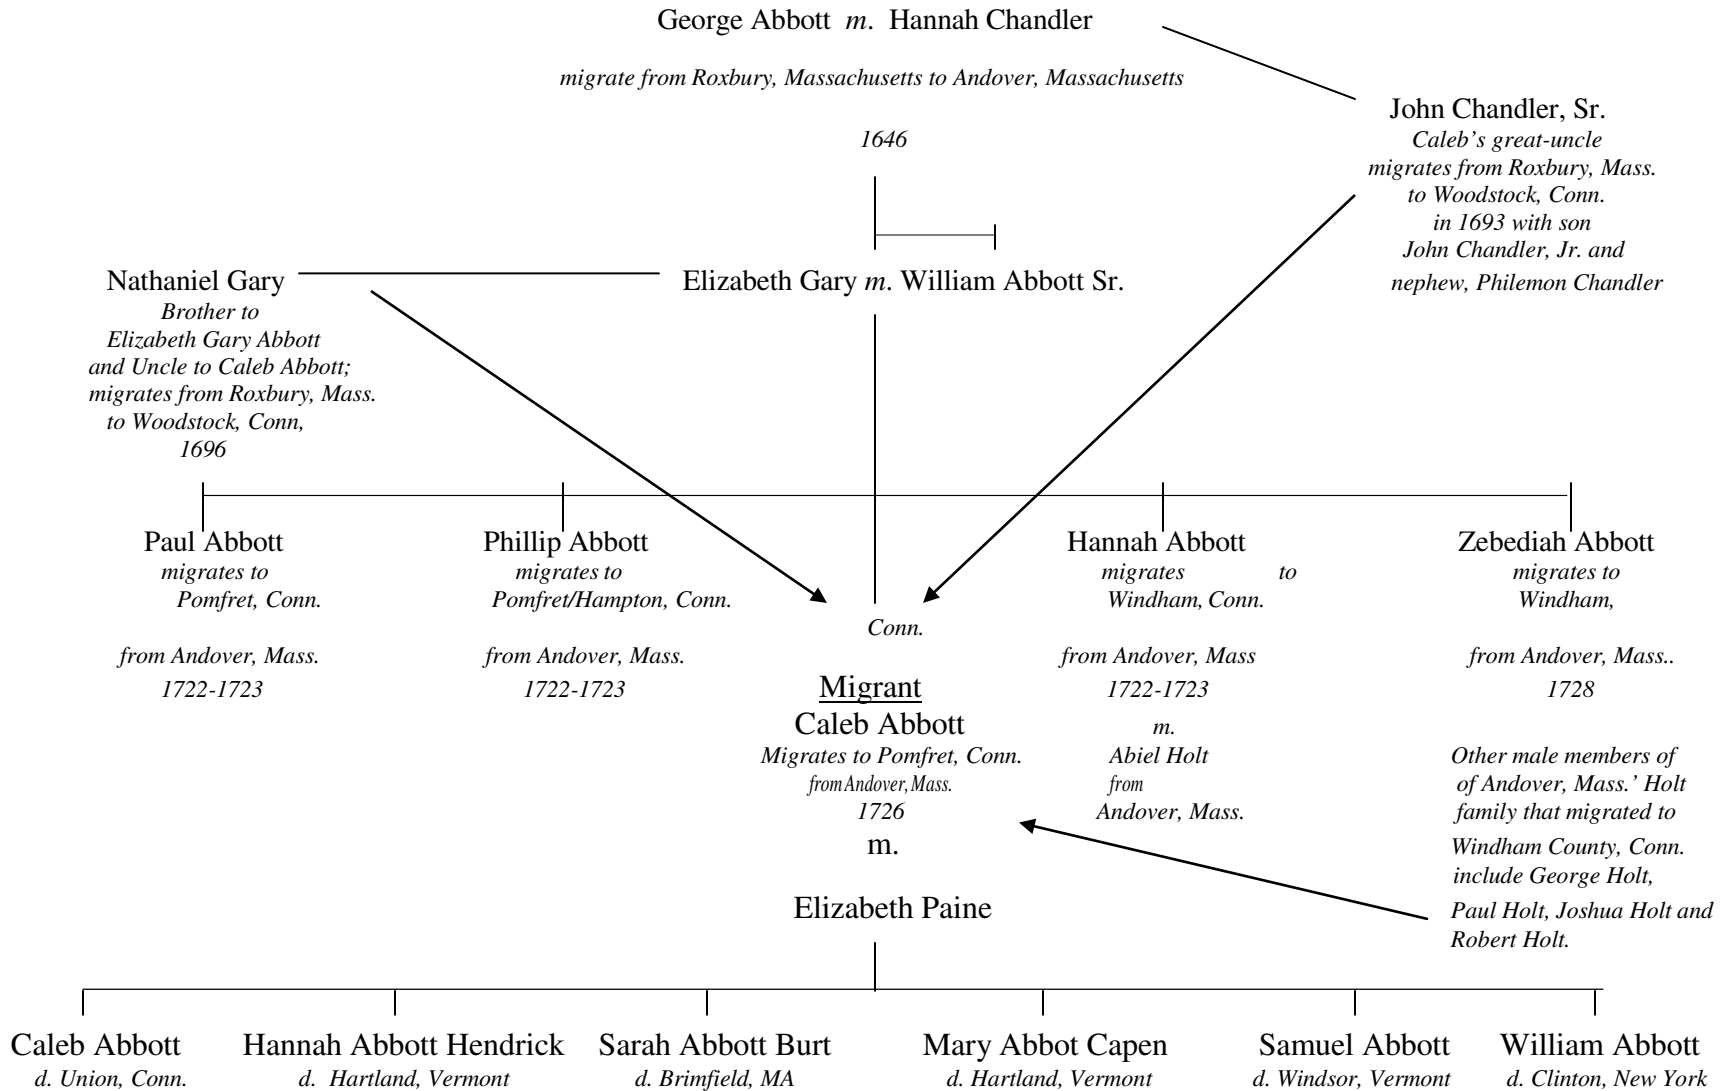 George Abbott m. Hannah Chandler
migrate from Roxbury, Massachusetts to Andover, Massachusetts
1646
John Chandler, Sr.
Caleb's great-uncle
migrates from Roxbury, Mass.
to Woodstock, Conn.
in 1693 with son
John Chandler, Jr. and
nephew, Philemon Chandler
Nathaniel Gary
Brother to
Elizabeth Gary Abbott
and Uncle to Caleb Abbott;
migrates from Roxbury, Mass.
to Woodstock, Conn,
1696
Elizabeth Gary m. William Abbott Sr.
Paul Abbott
migrates to
Pomfret, Conn.
from Andover, Mass.
1722-1723
Phillip Abbott
migrates to
Pomfret/Hampton, Conn.
from Andover, Mass.
1722-1723
Conn.
Migrant
Caleb Abbott
Migrates to Pomfret, Conn.
from Andover, Mass.
1726
m.
Elizabeth Paine
Hannah Abbott
migrates to
Windham, Conn.
from Andover, Mass
1722-1723
m.
Abiel Holt
from
Andover, Mass.
Zebediah Abbott
migrates to
Windham,
from Andover, Mass..
1728
Other male members of
of Andover, Mass.' Holt
family that migrated to
Windham County, Conn.
include George Holt,
Paul Holt, Joshua Holt and
Robert Holt.
Caleb Abbott
d. Union, Conn.
Hannah Abbott Hendrick
d. Hartland, Vermont
Sarah Abbott Burt
d. Brimfield, MA
Mary Abbot Capen
d. Hartland, Vermont
Samuel Abbott
d. Windsor, Vermont
William Abbott
d. Clinton, New York